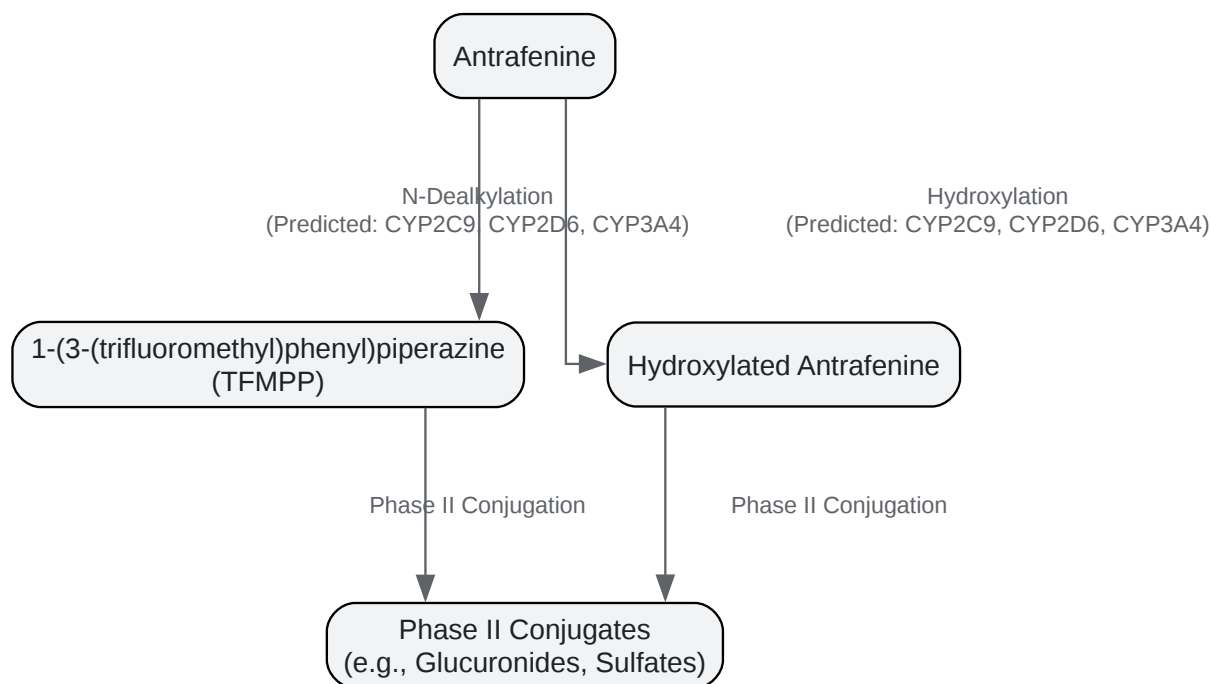 Antrafenine
N-Dealkylation
(Predicted: CYP2C9, CYP2D6, CYP3A4)
Hydroxylation
(Predicted: CYP2C9, CYP2D6, CYP3A4)
1-(3-(trifluoromethyl)phenyl)piperazine
(TFMPP)
Hydroxylated Antrafenine
Phase II Conjugation
Phase II Conjugation
Phase II Conjugates
(e.g., Glucuronides, Sulfates)